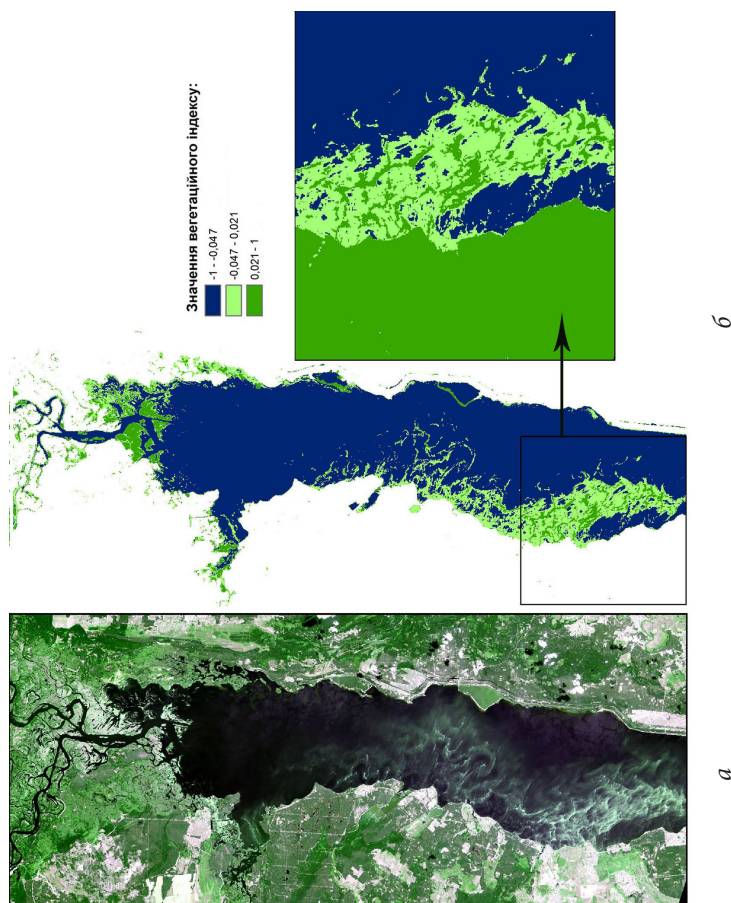 Значення вегетаційного індексу:
-1 - -0,047
-0,047 - 0,021
0,021 - 1
а
б